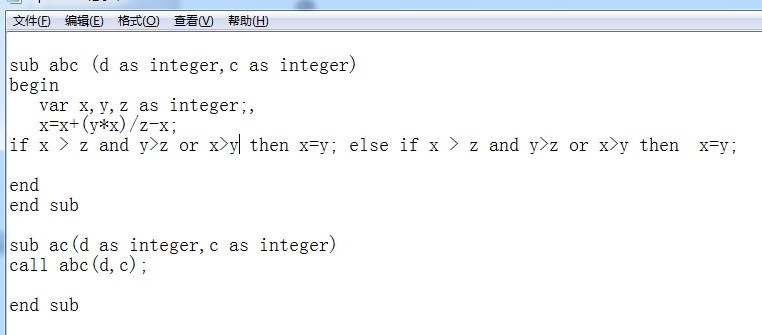 文件(F) 编辑(E) 格式(O) 查看(V) 帮助(H)
sub abc (d as integer,c as integer)
begin
var x,y,z as integer;,
x=x+(y*x)/z-x;
if x > z and y>z or x>y then x=y; else if x > z and y>z or x>y then x=y;
end
end sub
sub ac(d as integer,c as integer)
call abc(d,c);
end sub